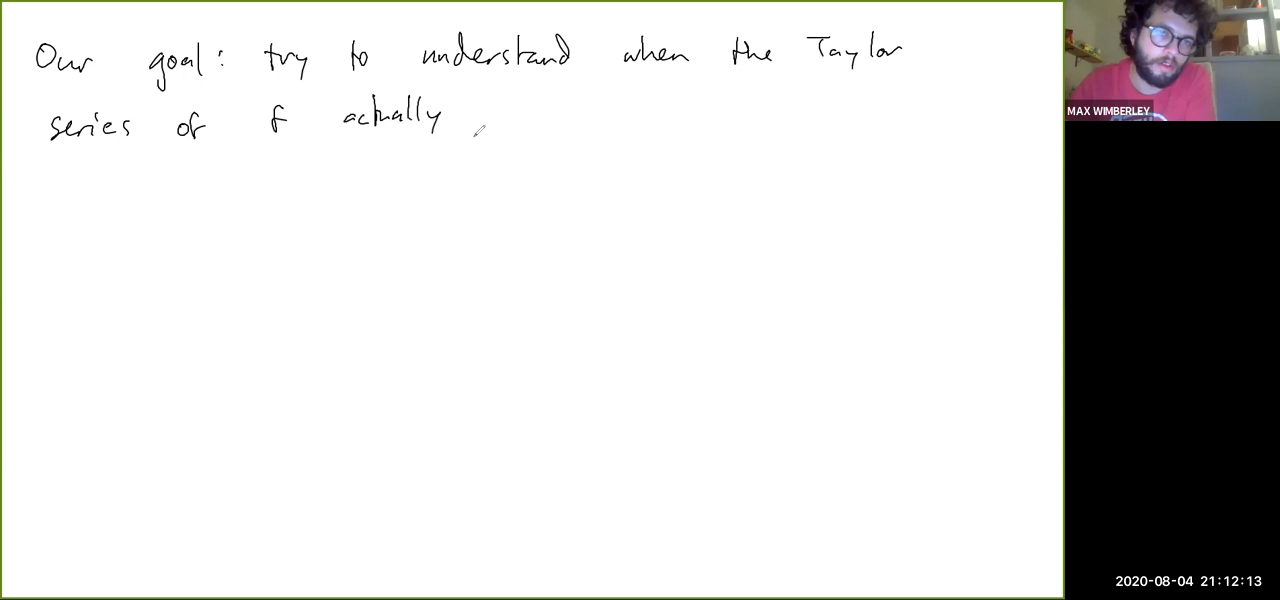 Our goal: try to understand when the Taylor
series of f actually
MAX WIMBERLEY
2020-08-04 21:12:13